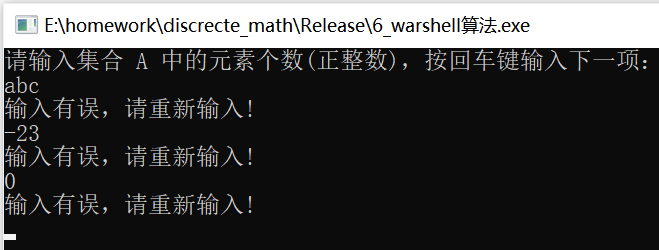 E:\homework\discrecte_math\Release\6_warshell算法.exe
请输入集合 A 中的元素个数(正整数)，按回车键输入下一项：
abc
输入有误，请重新输入！
-23
输入有误，请重新输入！
0
输入有误，请重新输入！